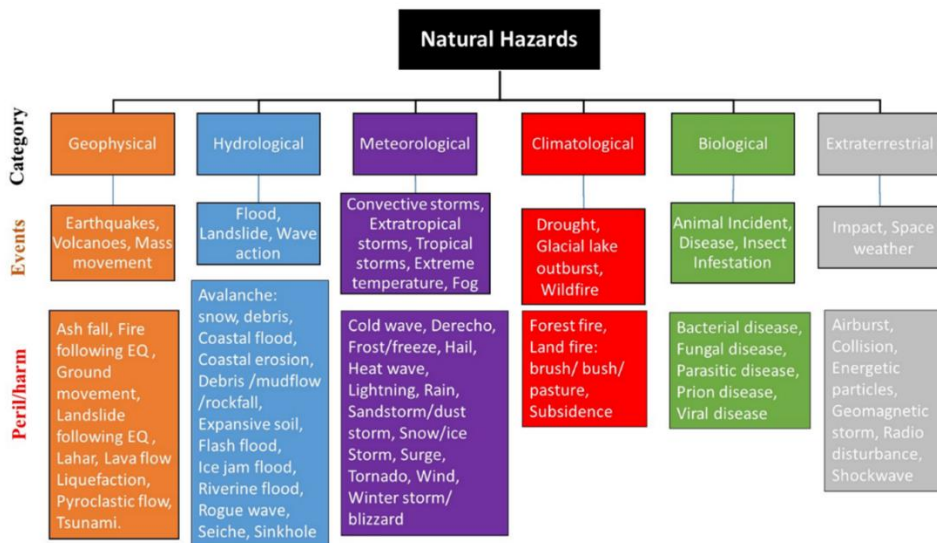 Natural Hazards
Category
Geophysical
Hydrological
Meteorological
Climatological
Biological
Extraterrestrial
Events
Earthquakes,
Volcanoes, Mass
movement
Flood,
Landslide, Wave
action
Convective storms,
Extratropical
storms, Tropical
storms, Extreme
temperature, Fog
Drought,
Glacial lake
outburst,
Wildfire
Animal Incident,
Disease, Insect
Infestation
Impact, Space
weather
Peril/harm
Ash fall, Fire
following EQ ,
Ground
movement,
Landslide
following EQ ,
Lahar, Lava flow
Liquefaction,
Pyroclastic flow,
Tsunami.
Avalanche:
snow, debris,
Coastal flood,
Coastal erosion,
Debris /mudflow
/rockfall,
Expansive soil,
Flash flood,
Ice jam flood,
Riverine flood,
Rogue wave,
Seiche, Sinkhole
Cold wave, Derecho,
Frost/freeze, Hail,
Heat wave,
Lightning, Rain,
Sandstorm/dust
storm, Snow/ice
Storm, Surge,
Tornado, Wind,
Winter storm/
blizzard
Forest fire,
Land fire:
brush/ bush/
pasture,
Subsidence
Bacterial disease,
Fungal disease,
Parasitic disease,
Prion disease,
Viral disease
Airburst,
Collision,
Energetic
particles,
Geomagnetic
storm, Radio
disturbance,
Shockwave